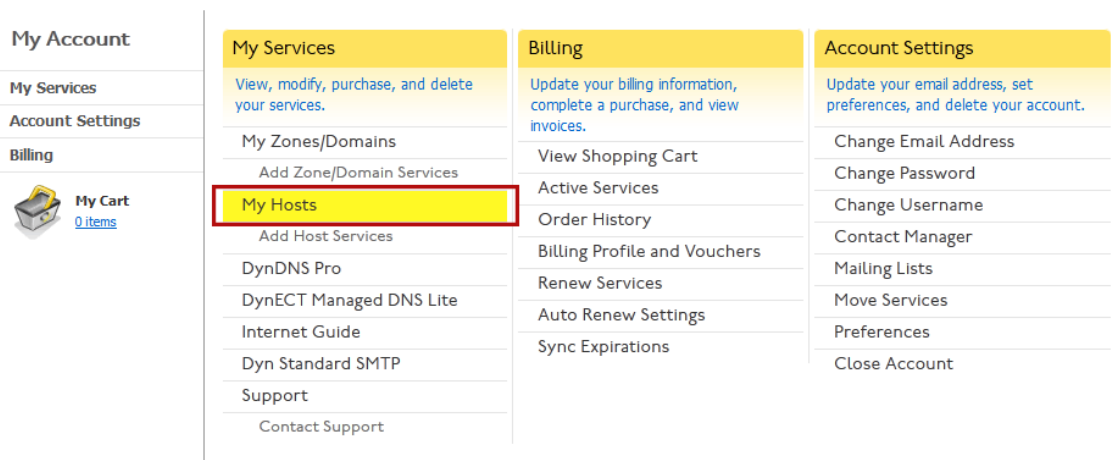 My Account
My Services
Account Settings
Billing
My Cart
0 items
My Services
View, modify, purchase, and delete
your services.
My Zones/Domains
Add Zone/Domain Services
My Hosts
Add Host Services
DynDNS Pro
DynECT Managed DNS Lite
Internet Guide
Dyn Standard SMTP
Support
Contact Support
Billing
Update your billing information,
complete a purchase, and view
invoices.
View Shopping Cart
Active Services
Order History
Billing Profile and Vouchers
Renew Services
Auto Renew Settings
Sync Expirations
Account Settings
Update your email address, set
preferences, and delete your account.
Change Email Address
Change Password
Change Username
Contact Manager
Mailing Lists
Move Services
Preferences
Close Account